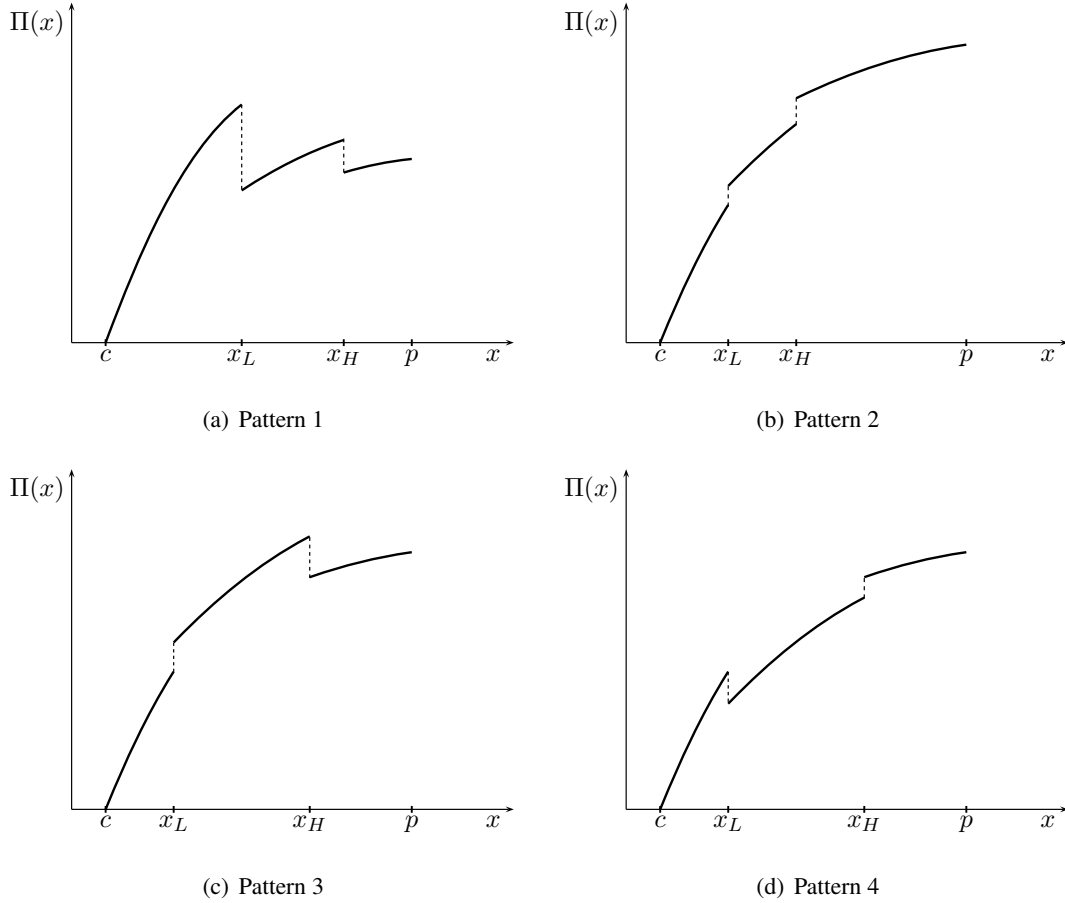 Π(x)
c x_L x_H p x
(a) Pattern 1
Π(x)
c x_L x_H p x
(b) Pattern 2
Π(x)
c x_L x_H p x
(c) Pattern 3
Π(x)
c x_L x_H p x
(d) Pattern 4